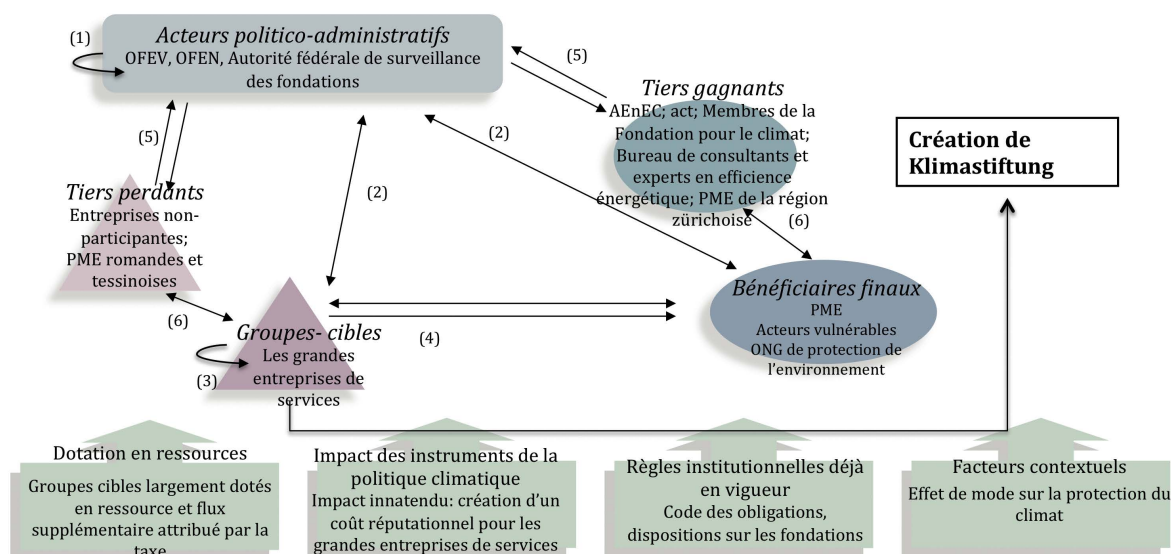 (1)
Acteurs politico-administratifs
OFEV, OFEN, Autorité fédérale de surveillance
des fondations
(5)
Tiers gagnants
AEnEC; act; Membres de la
Fondation pour le climat;
Bureau de consultants et
experts en efficience
énergétique; PME de la région
zürichoise
(2)
Création de
Klimastiftung
(5)
Tiers perdants
Entreprises non-
participantes;
PME romandes et
tessinoises
(2)
(6)
Bénéficiaires finaux
PME
Acteurs vulnérables
ONG de protection de
l'environnement
(6)
Groupes- cibles
Les grandes
entreprises de
services
(4)
(3)
Dotation en ressources
Groupes cibles largement dotés
en ressource et flux
supplémentaire attribué par la
taxe
Impact des instruments de la
politique climatique
Impact innatendu: création d'un
coût réputationnel pour les
grandes entreprises de services
Règles institutionnelles déjà
en vigueur
Code des obligations,
dispositions sur les fondations
Facteurs contextuels
Effet de mode sur la protection du
climat